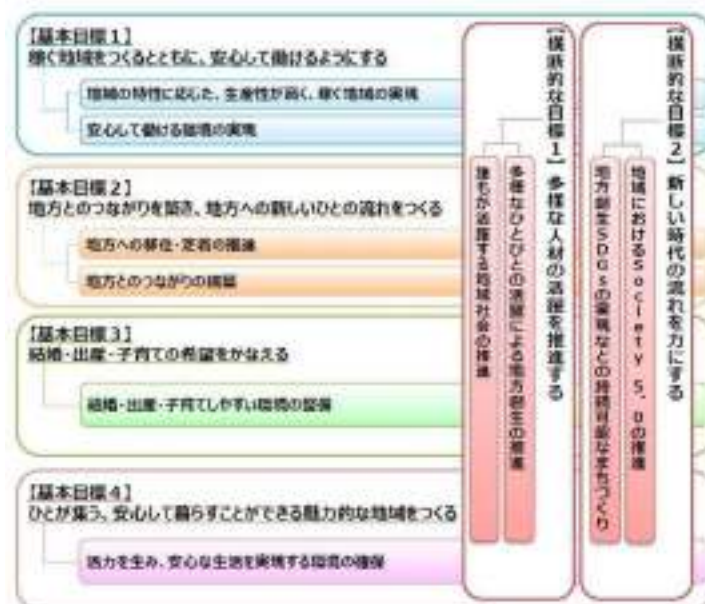 【基本目標1】
稼ぐ地域をつくるとともに、安心して働けるようにする
地域の特性に応じた、生産性が高く、稼ぐ地域の実現
安心して働ける環境の実現
【基本目標2】
地方とのつながりを築き、地方への新しいひとの流れをつくる
地方への移住・定着の推進
地方とのつながりの構築
【基本目標3】
結婚・出産・子育ての希望をかなえる
結婚・出産・子育てしやすい環境の整備
【基本目標4】
ひとが集う、安心して暮らすことができる魅力的な地域をつくる
活力を生み、安心な生活を実現する環境の確保
【横断的な目標1】多様な人材の活躍を推進する
多様なひとびとの活躍による地方創生の推進
誰もが活躍する地域社会の推進
【横断的な目標2】新しい時代の流れを力にする
地域におけるSociety 5.0の推進
地方創生SDGsの実現などの持続可能なまちづくり